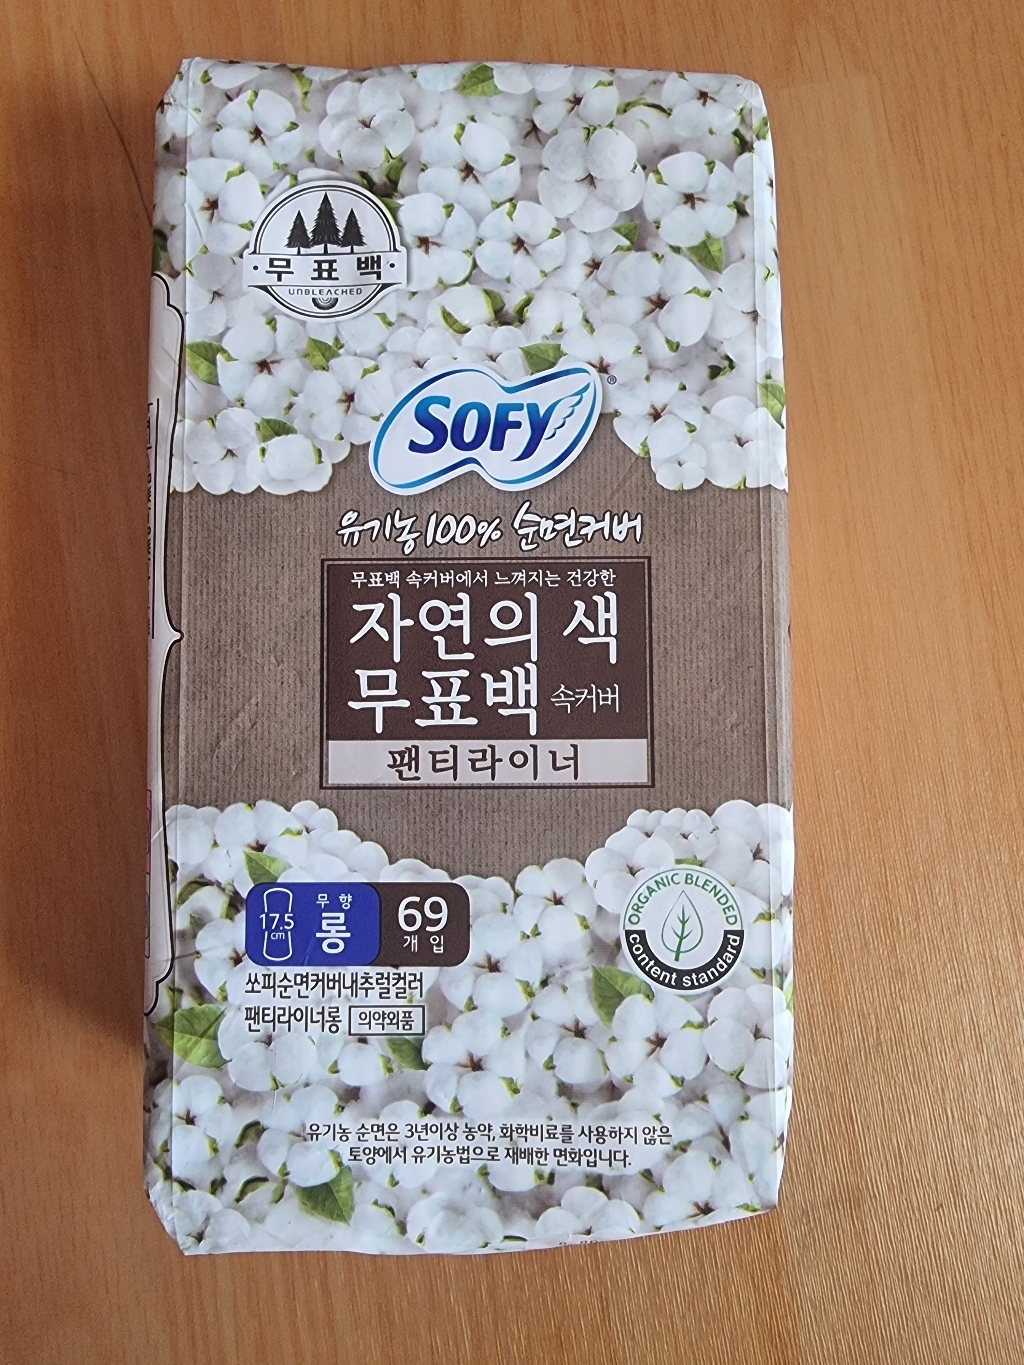 ·무표백·
UNBLEACHED
SOFY®
유기농100% 순면커버
무표백 속커버에서 느껴지는 건강한
자연의 색
무표백 속커버
팬티라이너
17.5 cm
무향
롱
69
개입
쏘피순면커버내추럴컬러
팬티라이너롱 의약외품
ORGANIC BLENDED
content standard
유기농 순면은 3년이상 농약, 화학비료를 사용하지 않은
토양에서 유기농법으로 재배한 면화입니다.